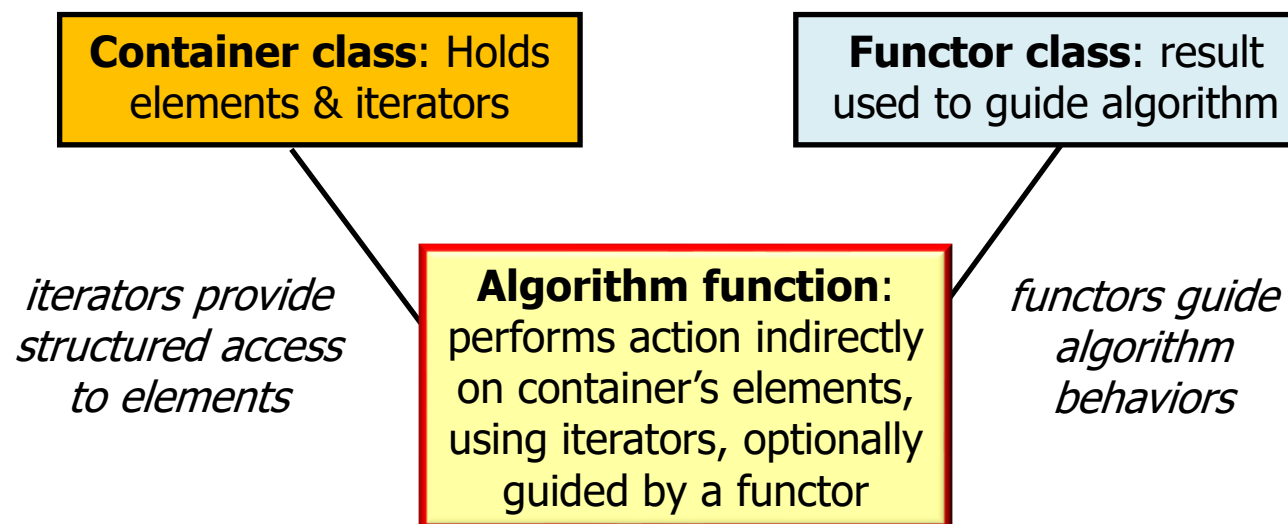 Container class: Holds
elements & iterators
Functor class: result
used to guide algorithm
iterators provide
structured access
to elements
Algorithm function:
performs action indirectly
on container’s elements,
using iterators, optionally
guided by a functor
functors guide
algorithm
behaviors